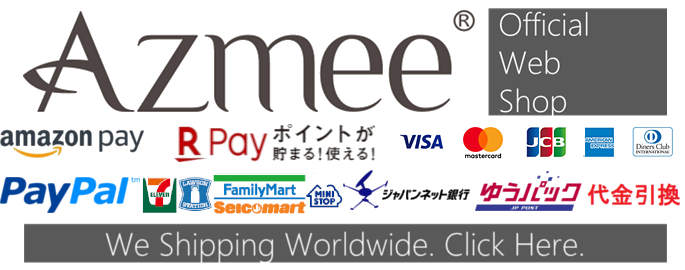 Azmee®
Official
Web
Shop
amazon pay
R Pay ポイントが
貯まる!使える!
VISA
mastercard
JCB
AMERICAN
EXPRESS
Diners Club
INTERNATIONAL
PayPal™
7
ELEVEN
LAWSON
STATION
FamilyMart
Seicomart
MINI
STOP
ジャパンネット銀行
ゆうパック
JP POST
代金引換
We Shipping Worldwide. Click Here.